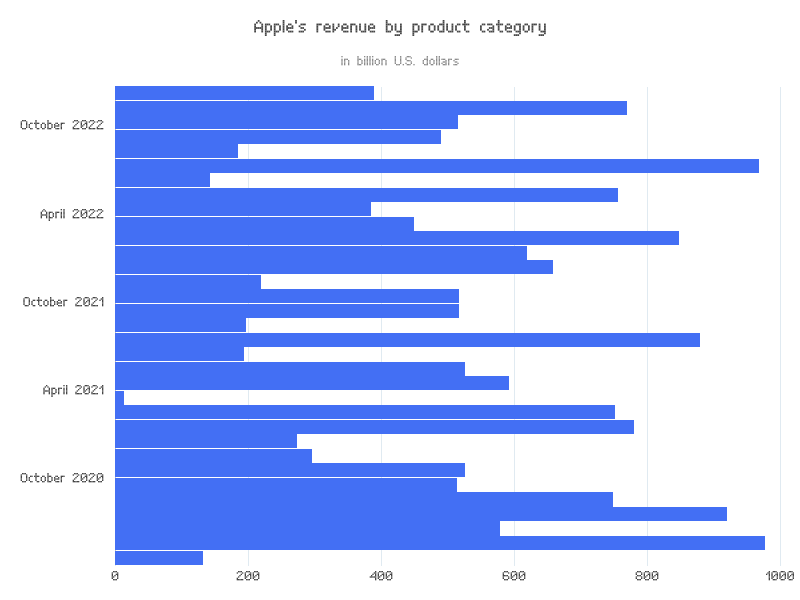 Apple's revenue by product category
in billion U.S. dollars
October 2022
April 2022
October 2021
April 2021
October 2020
0 200 400 600 800 1000